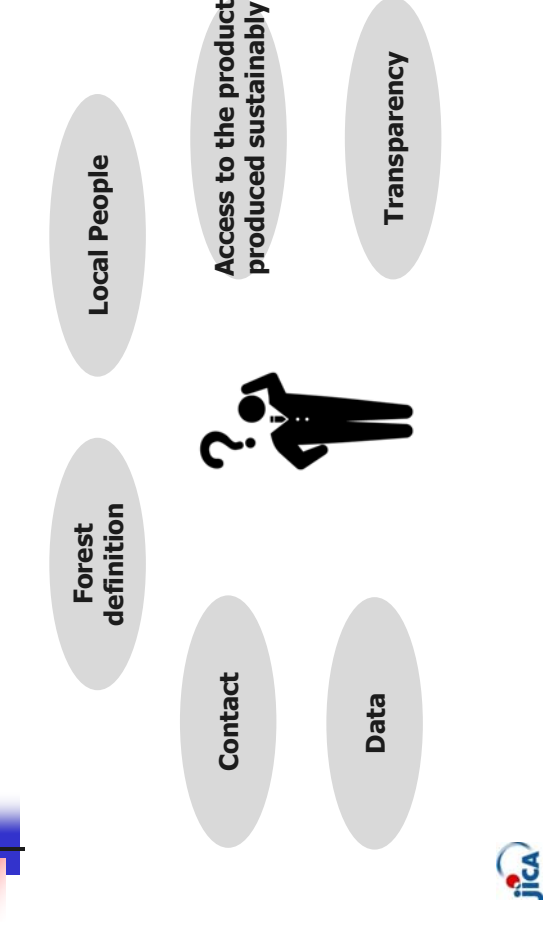 Forest
definition
Local People
Contact
Access to the product
produced sustainably
?
Data
Transparency
jICA